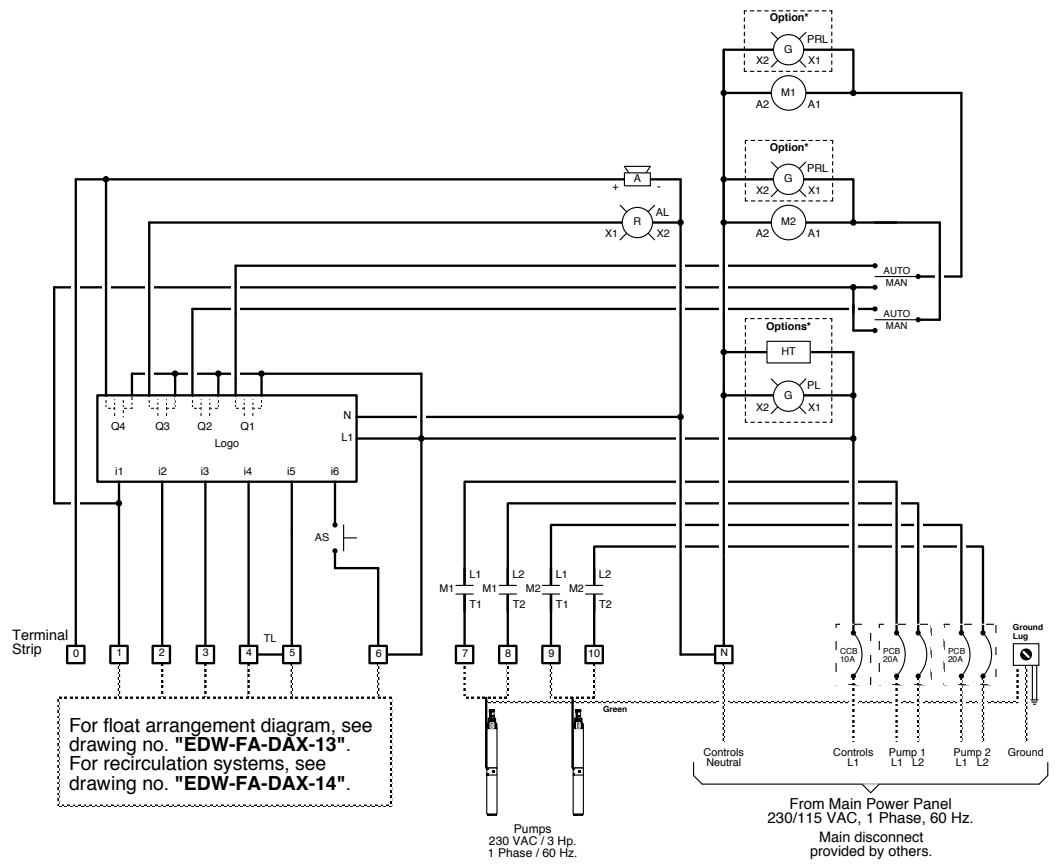 Option*
G PRL
X2 X1
M1
A2 A1
Option*
G PRL
X2 X1
M2
A2 A1
A
+ -
R AL
X1 X2
AUTO
MAN
AUTO
MAN
Options*
HT
G PL
X2 X1
Q4 Q3 Q2 Q1
Logo
N
L1
i1 i2 i3 i4 i5 i6
AS
L1 L2 L1 L2
M1 M1 M2 M2
T1 T2 T1 T2
Terminal
Strip
0 1 2 3 4 TL 5 6 7 8 9 10 N
CCB
10A
PCB
20A
PCB
20A
Ground
Lug
Green
For float arrangement diagram, see
drawing no. "EDW-FA-DAX-13".
For recirculation systems, see
drawing no. "EDW-FA-DAX-14".
Controls
Neutral
Controls
L1
Pump 1
L1 L2
Pump 2
L1 L2
Ground
Pumps
230 VAC / 3 Hp.
1 Phase / 60 Hz.
From Main Power Panel
230/115 VAC, 1 Phase, 60 Hz.
Main disconnect
provided by others.